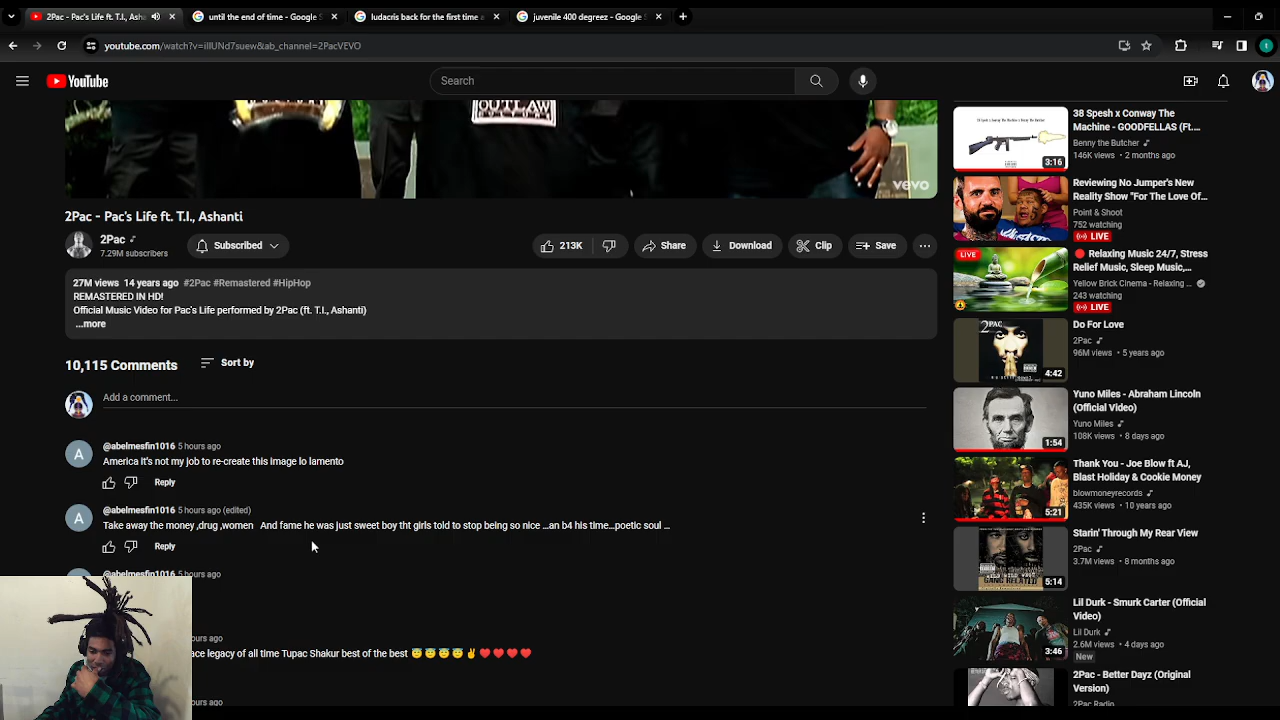 2Pac - Pac's Life ft. T.I., Asha
until the end of time - Google S
ludacris back for the first time a
juvenile 400 degreez - Google S
youtube.com/watch?v=illUNd7suew&ab_channel=2PacVEVO
t
YouTube
Search
OUTLAW
vevo
2Pac - Pac's Life ft. T.I., Ashanti
2Pac
7.29M subscribers
Subscribed
213K
Share
Download
Clip
Save
27M views 14 years ago #2Pac #Remastered #HipHop
REMASTERED IN HD!
Official Music Video for Pac's Life performed by 2Pac (ft. T.I., Ashanti)
...more
10,115 Comments
Sort by
Add a comment...
A
@abelmesfin1016 5 hours ago
America it's not my job to re-create this image lo imento
Reply
A
@abelmesfin1016 5 hours ago (edited)
Take away the money ,drug ,women And fame he was just sweet boy tht girls told to stop being so nice ...an b4 his time...poetic soul ...
Reply
@abelmesfin1016 5 hours ago
ours ago
ace legacy of all time Tupac Shakur best of the best 😇😇😇😇✌❤❤❤❤
ours ago
3:16
38 Spesh x Conway The
Machine - GOODFELLAS (Ft....
Benny the Butcher
146K views • 2 months ago
Reviewing No Jumper's New
Reality Show "For The Love Of...
Point & Shoot
752 watching
LIVE
LIVE
🔴 Relaxing Music 24/7, Stress
Relief Music, Sleep Music,...
Yellow Brick Cinema - Relaxing ...
243 watching
LIVE
2PAC
4:42
Do For Love
2Pac
96M views • 5 years ago
1:54
Yuno Miles - Abraham Lincoln
(Official Video)
Yuno Miles
108K views • 8 days ago
5:21
Thank You - Joe Blow ft AJ,
Blast Holiday & Cookie Money
blowmoneyrecords
435K views • 10 years ago
GANG RELATED
5:14
Starin' Through My Rear View
2Pac
3.7M views • 8 months ago
3:46
Lil Durk - Smurk Carter (Official
Video)
Lil Durk
2.6M views • 4 days ago
New
2Pac - Better Dayz (Original
Version)
2Pac Radio